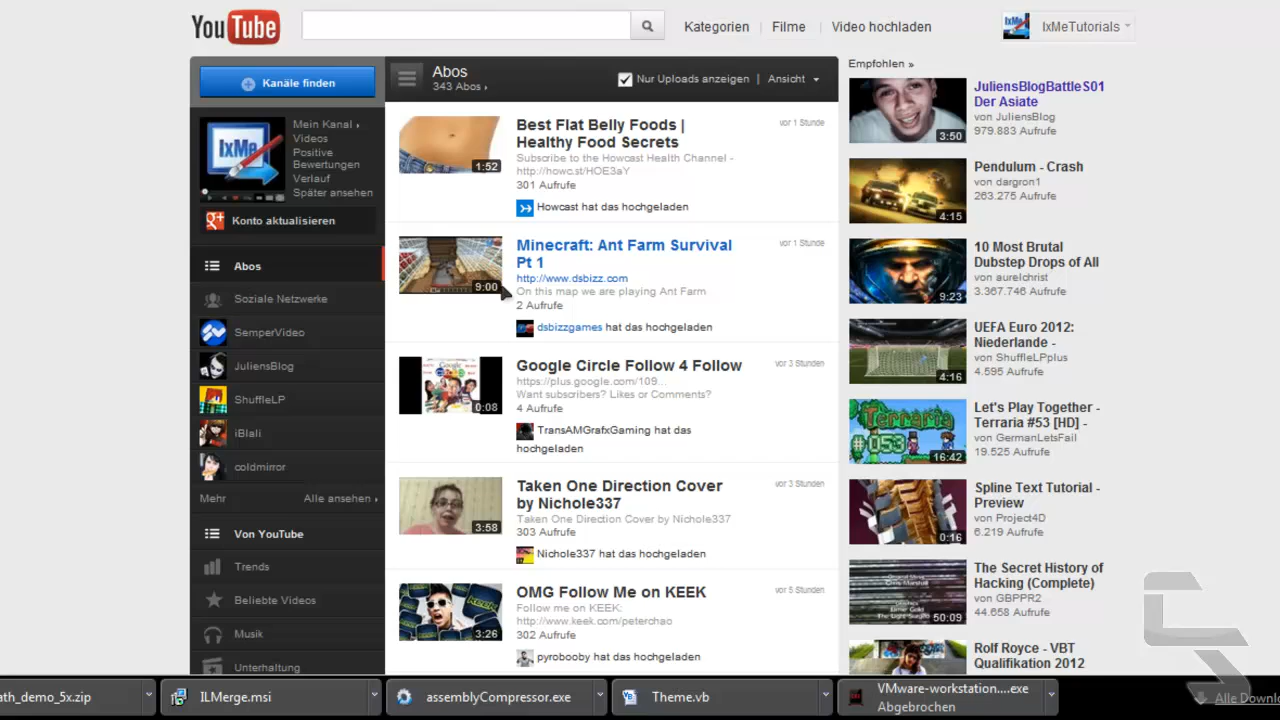 YouTube
Kategorien | Filme | Video hochladen
IxMe
IxMeTutorials
Kanäle finden
IxMe
Mein Kanal
Videos
Positive
Bewertungen
Verlauf
Später ansehen
Konto aktualisieren
Abos
Soziale Netzwerke
SemperVideo
JuliensBlog
ShuffleLP
iBlali
coldmirror
Mehr
Alle ansehen
Von YouTube
Trends
Beliebte Videos
Musik
Unterhaltung
Abos
343 Abos
Nur Uploads anzeigen | Ansicht
1:52
Best Flat Belly Foods |
Healthy Food Secrets
vor 1 Stunde
Subscribe to the Howcast Health Channel -
http://howc.st/HOE3aY
301 Aufrufe
Howcast hat das hochgeladen
9:00
Minecraft: Ant Farm Survival
Pt 1
vor 1 Stunde
http://www.dsbizz.com
On this map we are playing Ant Farm
2 Aufrufe
dsbizzgames hat das hochgeladen
0:08
Google Circle Follow 4 Follow
vor 3 Stunden
https://plus.google.com/109...
Want subscribers? Likes or Comments?
4 Aufrufe
TransAMGrafxGaming hat das
hochgeladen
3:58
Taken One Direction Cover
by Nichole337
vor 3 Stunden
Taken One Direction Cover by Nichole337
303 Aufrufe
Nichole337 hat das hochgeladen
3:26
OMG Follow Me on KEEK
vor 5 Stunden
Follow me on KEEK:
http://www.keek.com/peterchao
302 Aufrufe
pyrobooby hat das hochgeladen
Empfohlen »
3:50
JuliensBlogBattleS01
Der Asiate
von JuliensBlog
979.883 Aufrufe
4:15
Pendulum - Crash
von dargron1
263.275 Aufrufe
9:23
10 Most Brutal
Dubstep Drops of All
von aurelchrist
3.367.746 Aufrufe
4:16
UEFA Euro 2012:
Niederlande -
von ShuffleLPplus
4.595 Aufrufe
Terraria
#053
16:42
Let's Play Together -
Terraria #53 [HD] -
von GermanLetsFail
19.525 Aufrufe
0:16
Spline Text Tutorial -
Preview
von Project4D
6.219 Aufrufe
50:09
The Secret History of
Hacking (Complete)
von GBPPR2
44.658 Aufrufe
Rolf Royce - VBT
Qualifikation 2012
ath_demo_5x.zip
ILMerge.msi
assemblyCompressor.exe
Theme.vb
VMware-workstation....exe
Abgebrochen
Alle Downlo